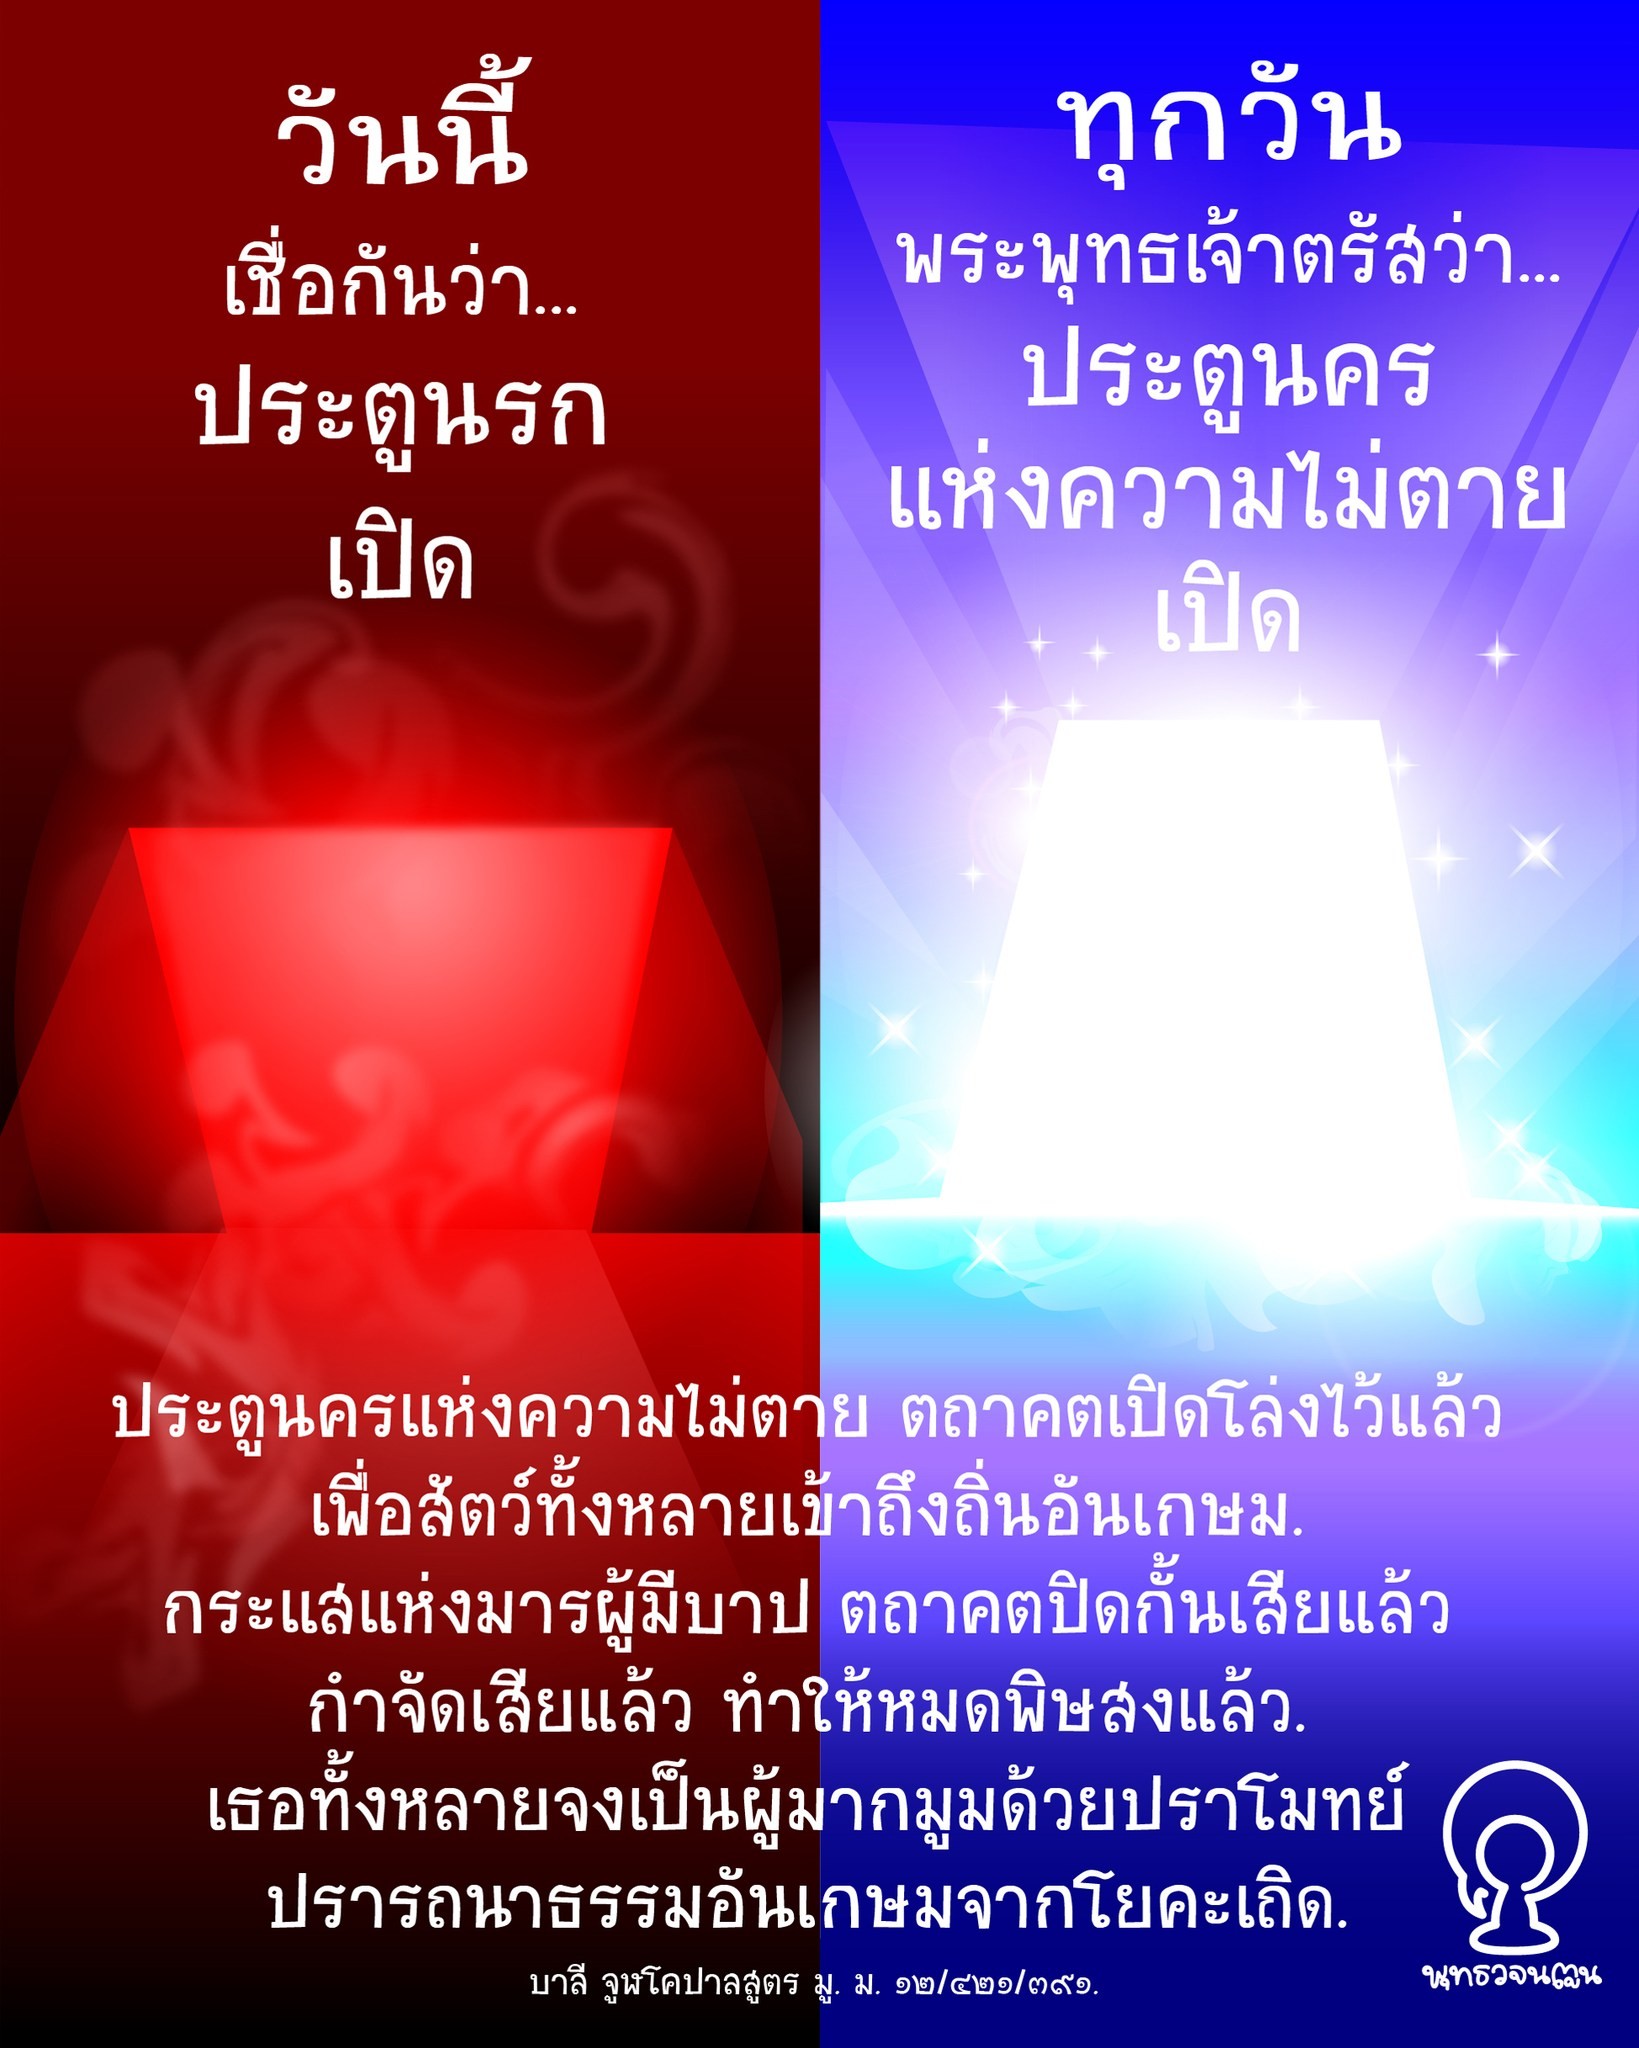 วันนี้
เชื่อกันว่า...
ประตูนรก
เปิด
ทุกวัน
พระพุทธเจ้าตรัสว่า...
ประตูนคร
แห่งความไม่ตาย
เปิด
ประตูนครแห่งความไม่ตาย ตถาคตเปิดโล่งไว้แล้ว
เพื่อสัตว์ทั้งหลายเข้าถึงถิ่นอันเกษม.
กระแสแห่งมารผู้มีบาป ตถาคตปิดกั้นเสียแล้ว
กำจัดเสียแล้ว ทำให้หมดพิษสงแล้ว.
เธอทั้งหลายจงเป็นผู้มากมูมด้วยปราโมทย์
ปรารถนาธรรมอันเกษมจากโยคะเถิด.
บาลี จูฬโคปาลสูตร มู. ม. ๑๒/๔๒๑/๓๙๑.
พุทธวจนตูน